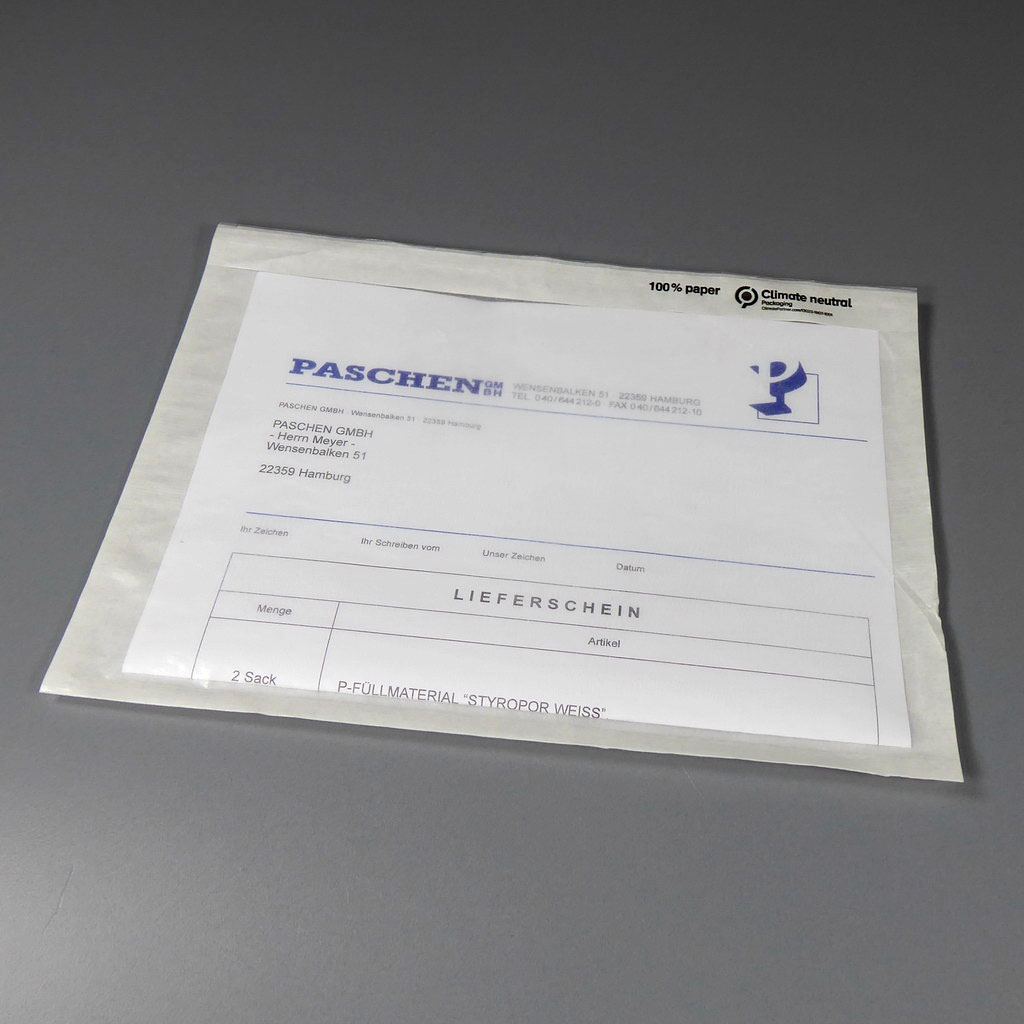 100% paper
Climate neutral
Packaging
PASCHEN GM BH
WENSENBALKEN 51 22359 HAMBURG
TEL 040/644 212-0 FAX 040/644 212-10
P
PASCHEN GMBH · Wensenbalken 51 · 22359 Hamburg
PASCHEN GMBH
- Herrn Meyer -
Wensenbalken 51
22359 Hamburg
Ihr Zeichen Ihr Schreiben vom Unser Zeichen Datum
LIEFERSCHEIN
Menge Artikel
2 Sack P-FÜLLMATERIAL “STYROPOR WEISS”